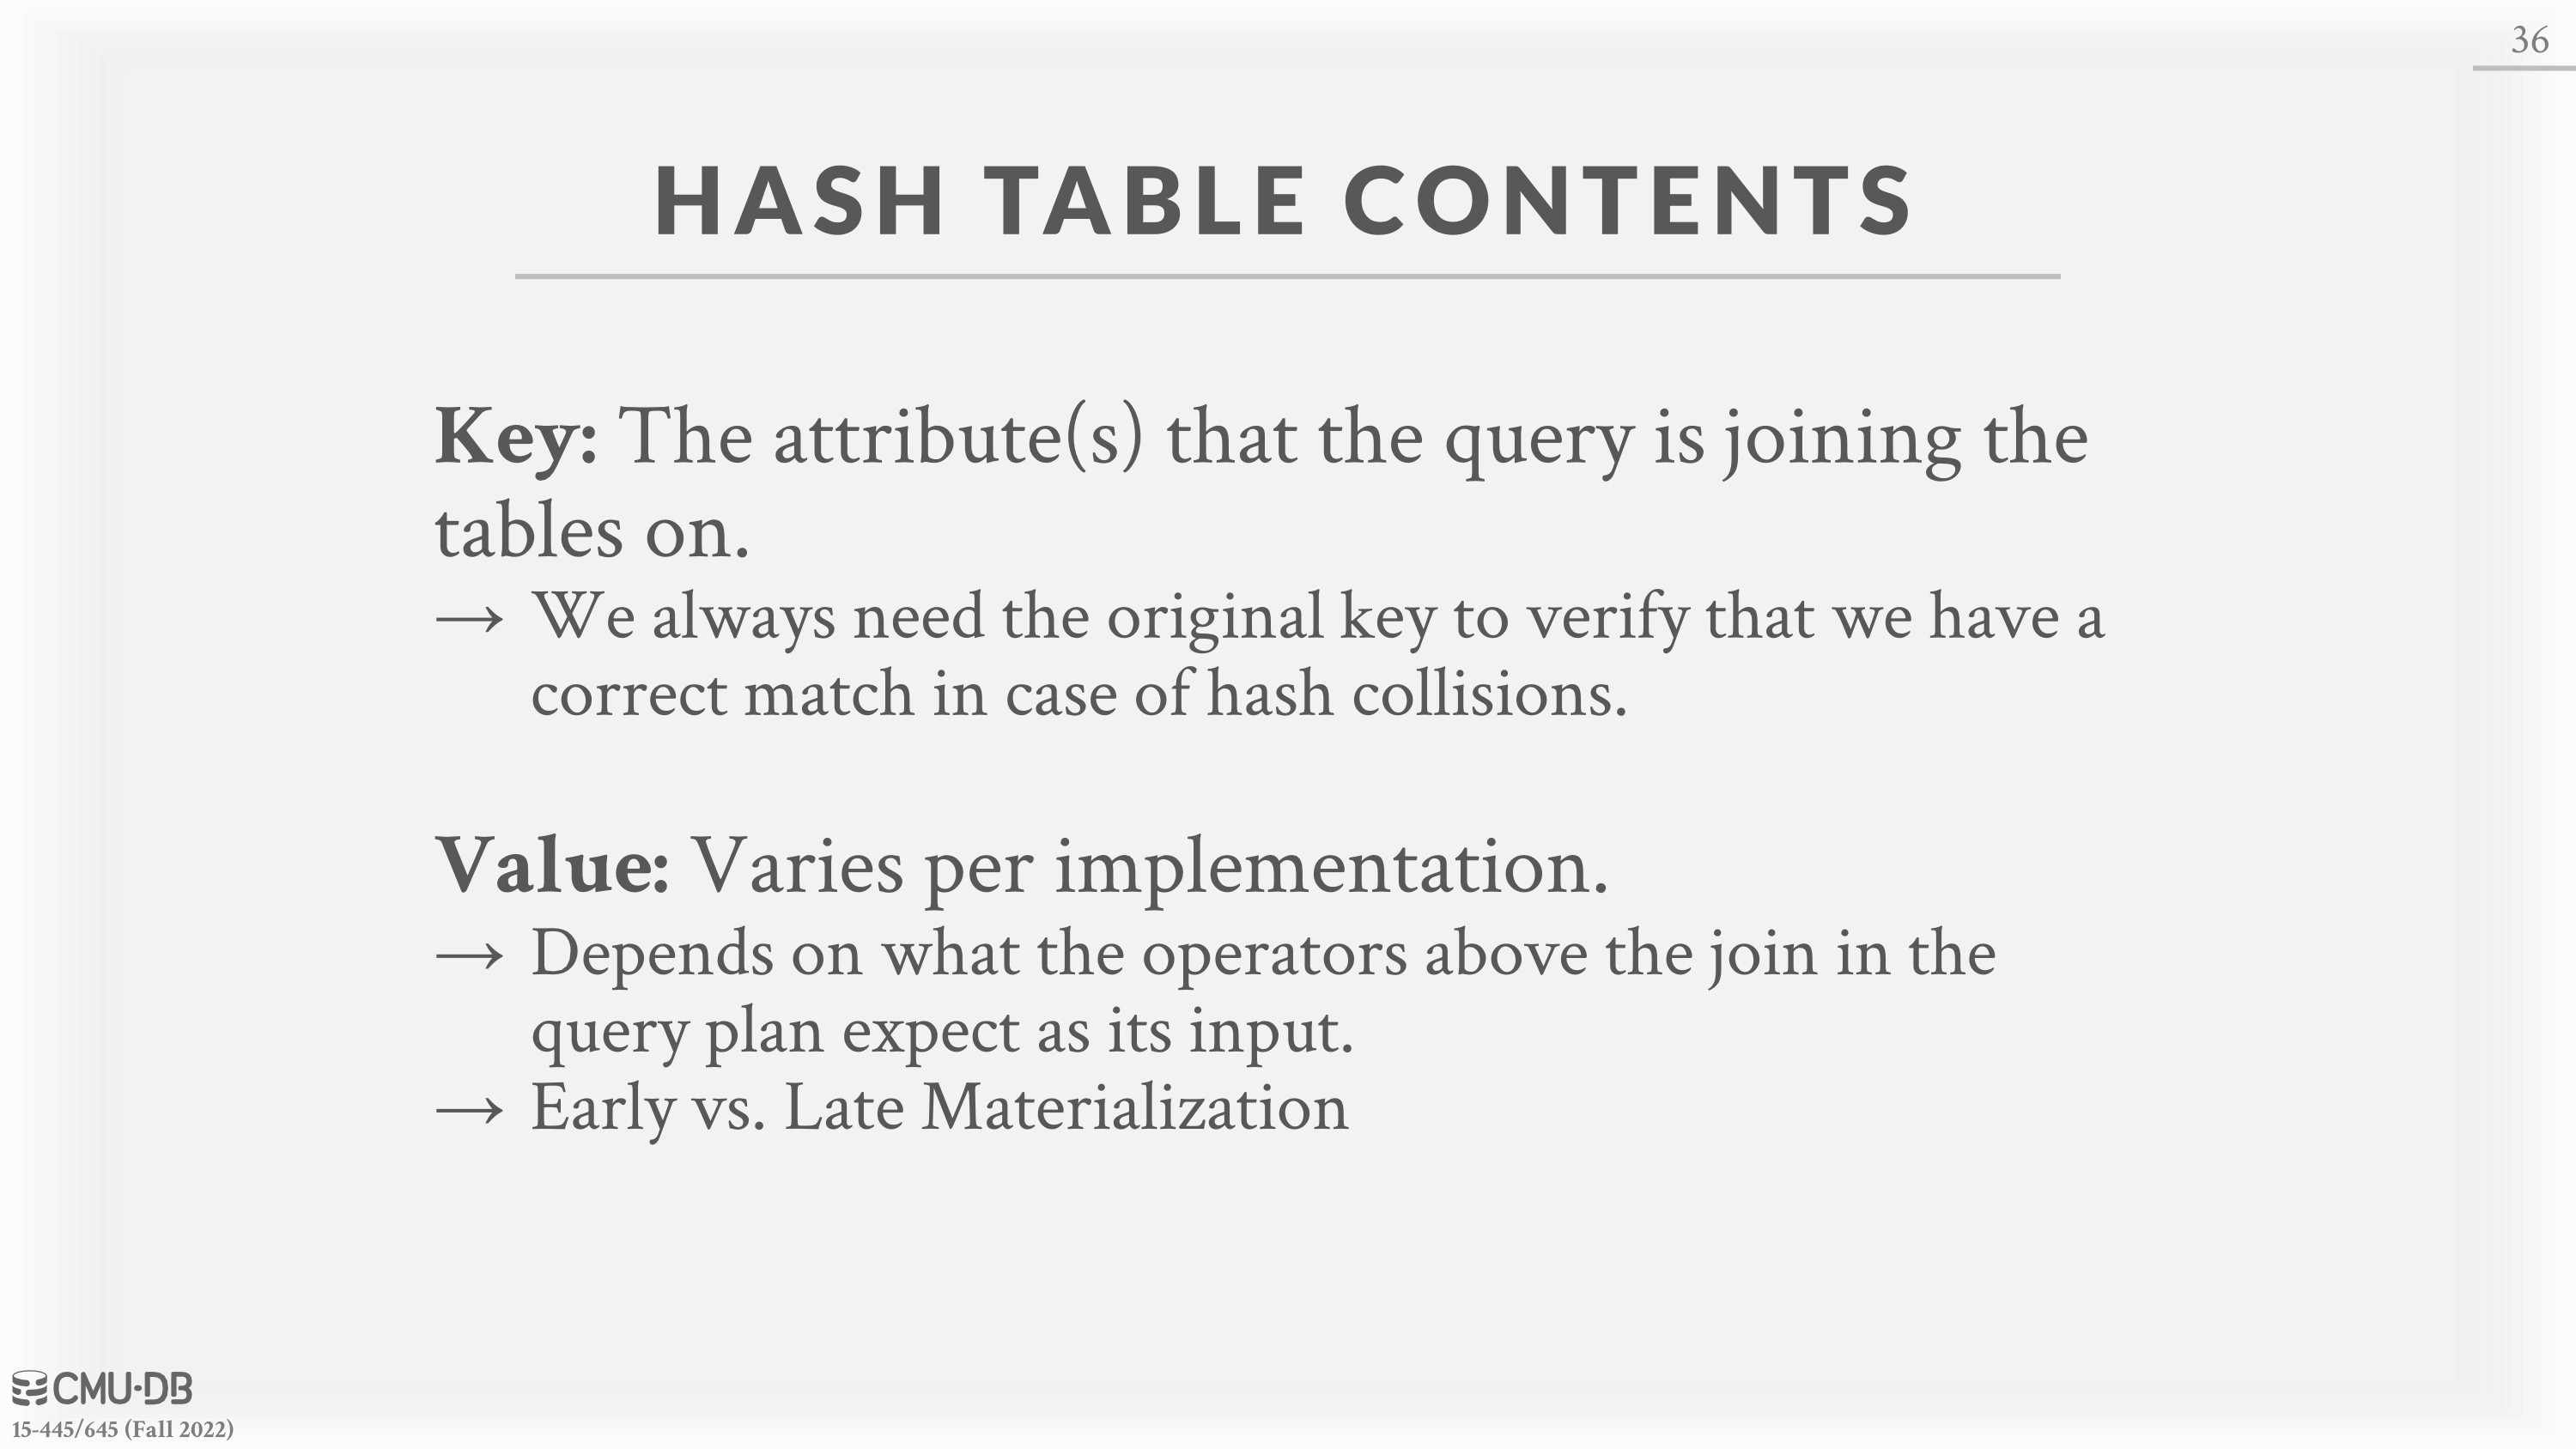 36
HASH TABLE CONTENTS
Key: The attribute(s) that the query is joining the
tables on.
→ We always need the original key to verify that we have a
correct match in case of hash collisions.
Value: Varies per implementation.
→ Depends on what the operators above the join in the
query plan expect as its input.
→ Early vs. Late Materialization
CMU·DB
15-445/645 (Fall 2022)